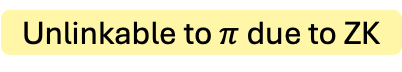 Unlinkable to π due to ZK